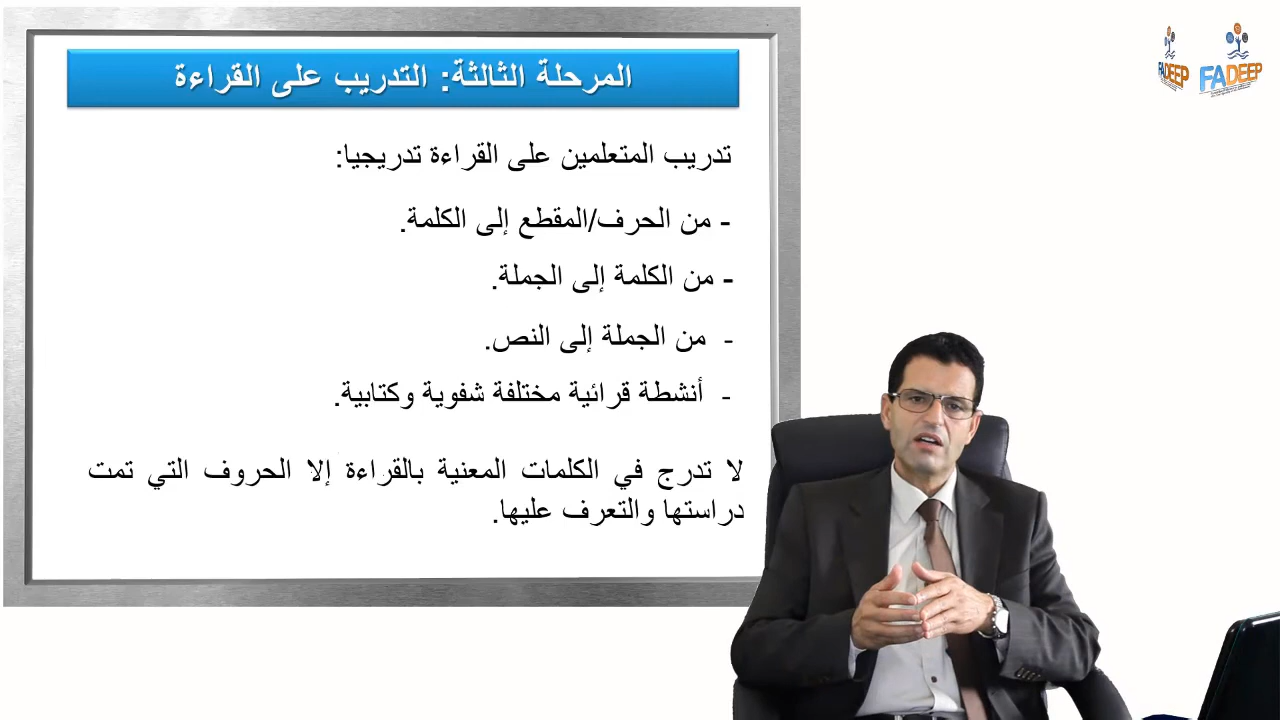 المرحلة الثالثة: التدريب على القراءة
تدريب المتعلمين على القراءة تدريجيا:
- من الحرف/المقطع إلى الكلمة.
- من الكلمة إلى الجملة.
- من الجملة إلى النص.
- أنشطة قرائية مختلفة شفوية وكتابية.
لا تدرج في الكلمات المعنية بالقراءة إلا الحروف التي تمت
دراستها والتعرف عليها.
FADEEP
FADEEP